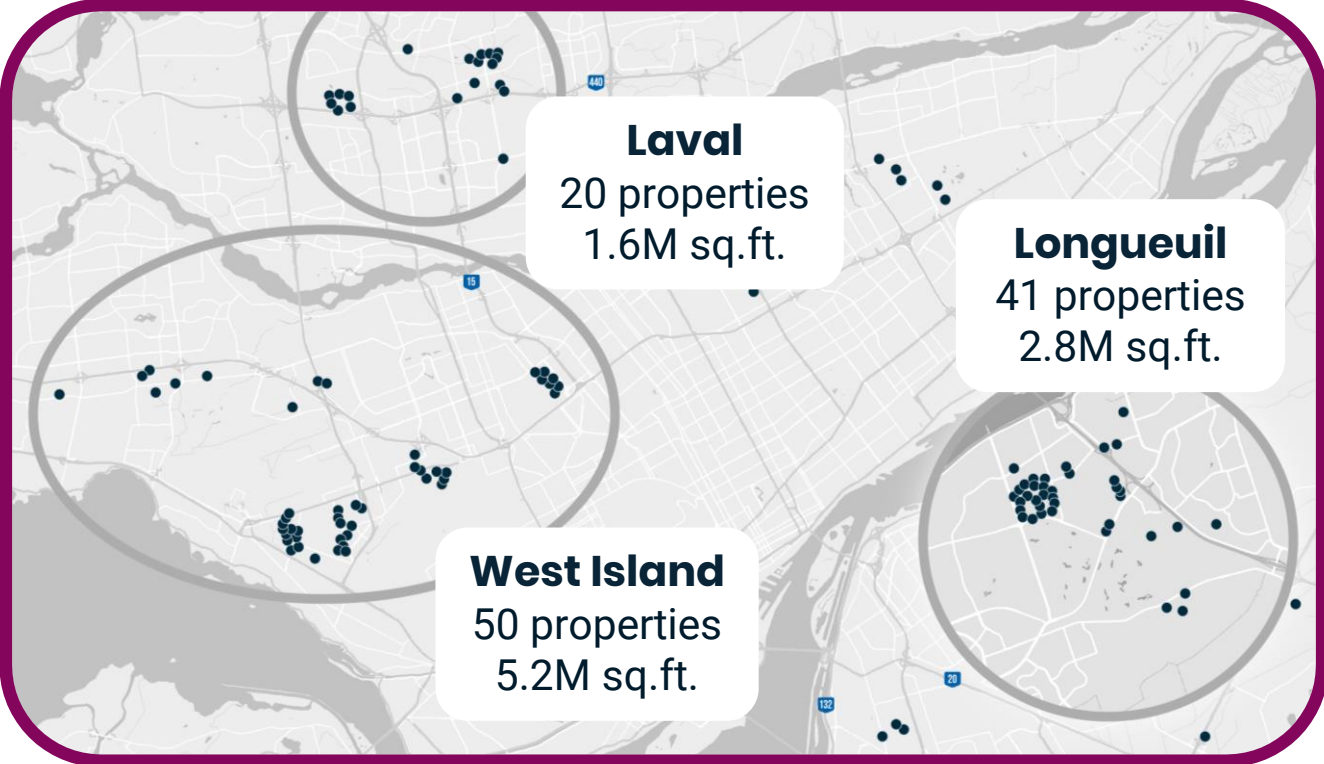 440
Laval
20 properties
1.6M sq.ft.
Longueuil
41 properties
2.8M sq.ft.
15
West Island
50 properties
5.2M sq.ft.
20
132